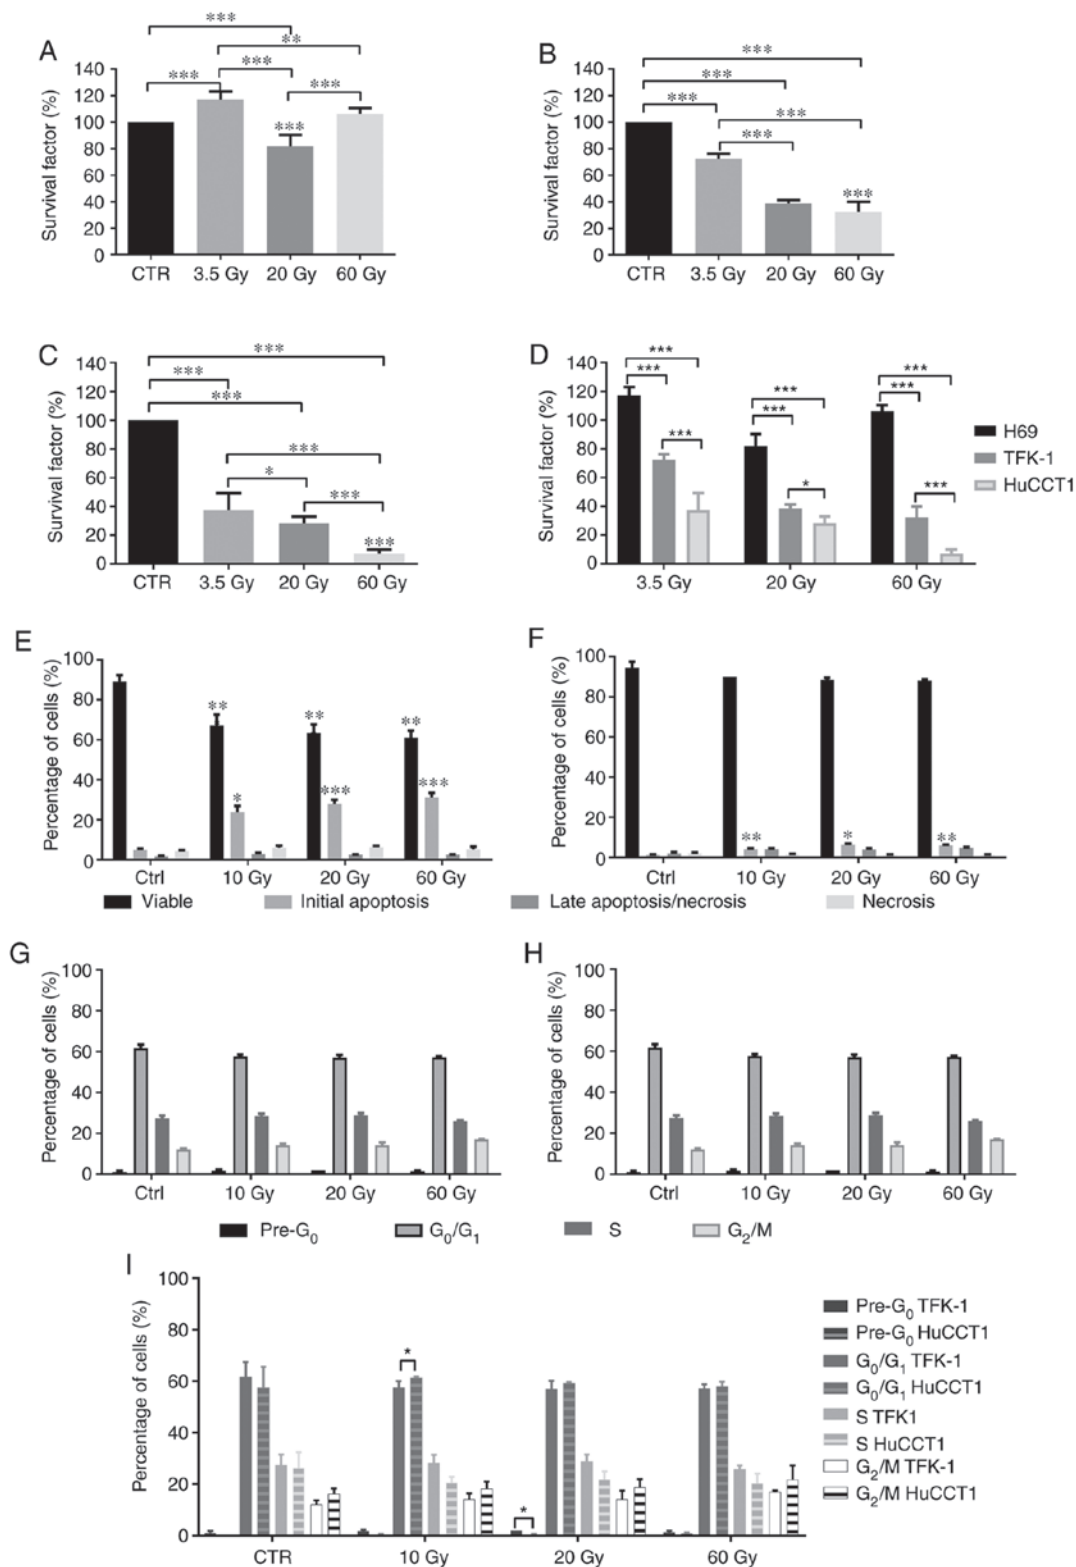 A
***
**
*** *** ***
***
Survival factor (%)
140
120
100
80
60
40
20
0
CTR 3.5 Gy 20 Gy 60 Gy
B
***
***
*** ***
***
***
Survival factor (%)
140
120
100
80
60
40
20
0
CTR 3.5 Gy 20 Gy 60 Gy
C
***
***
***
***
*
***
***
Survival factor (%)
140
120
100
80
60
40
20
0
CTR 3.5 Gy 20 Gy 60 Gy
D
*** *** ***
*** *** ***
*** * ***
Survival factor (%)
140
120
100
80
60
40
20
0
3.5 Gy 20 Gy 60 Gy
H69
TFK-1
HuCCT1
E
Percentage of cells (%)
100
80
60
40
20
0
** ** **
* *** ***
Ctrl 10 Gy 20 Gy 60 Gy
F
Percentage of cells (%)
100
80
60
40
20
0
** * **
Ctrl 10 Gy 20 Gy 60 Gy
Viable Initial apoptosis Late apoptosis/necrosis Necrosis
G
Percentage of cells (%)
100
80
60
40
20
0
Ctrl 10 Gy 20 Gy 60 Gy
H
Percentage of cells (%)
100
80
60
40
20
0
Ctrl 10 Gy 20 Gy 60 Gy
Pre-G₀ G₀/G₁ S G₂/M
I
Percentage of cells (%)
100
80
60
40
20
0
*
*
CTR 10 Gy 20 Gy 60 Gy
Pre-G₀ TFK-1
Pre-G₀ HuCCT1
G₀/G₁ TFK-1
G₀/G₁ HuCCT1
S TFK1
S HuCCT1
G₂/M TFK-1
G₂/M HuCCT1